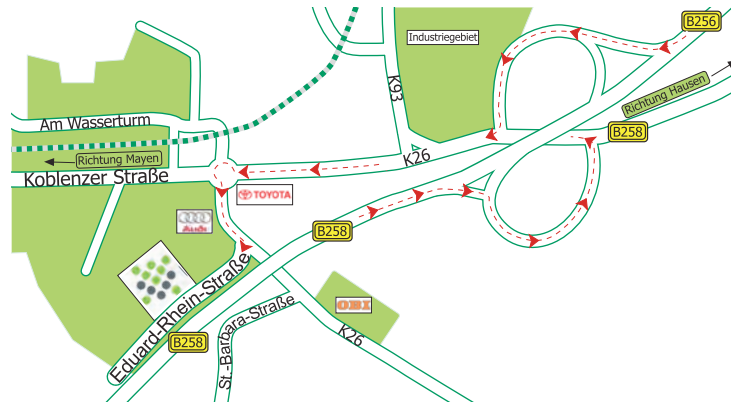 B256
Industriegebiet
K93
Richtung Hausen
Am Wasserturm
B258
Richtung Mayen
K26
Koblenzer Straße
TOYOTA
Audi
B258
Eduard-Rhein-Straße
OBI
St.-Barbara-Straße
B258
K26